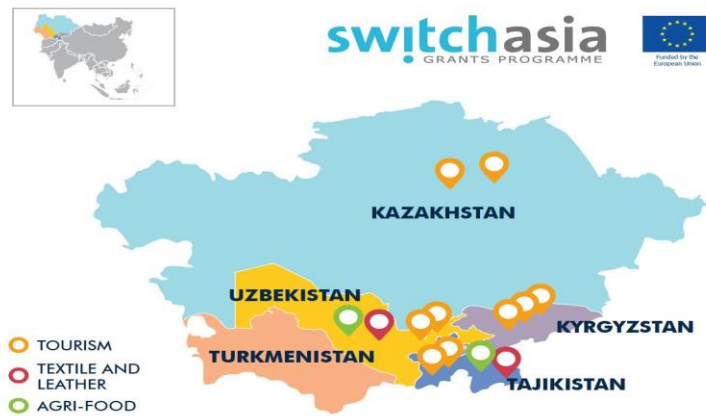 switchasia
GRANTS PROGRAMME
Funded by the
European Union
KAZAKHSTAN
UZBEKISTAN
KYRGYZSTAN
TURKMENISTAN
TAJIKISTAN
TOURISM
TEXTILE AND
LEATHER
AGRI-FOOD